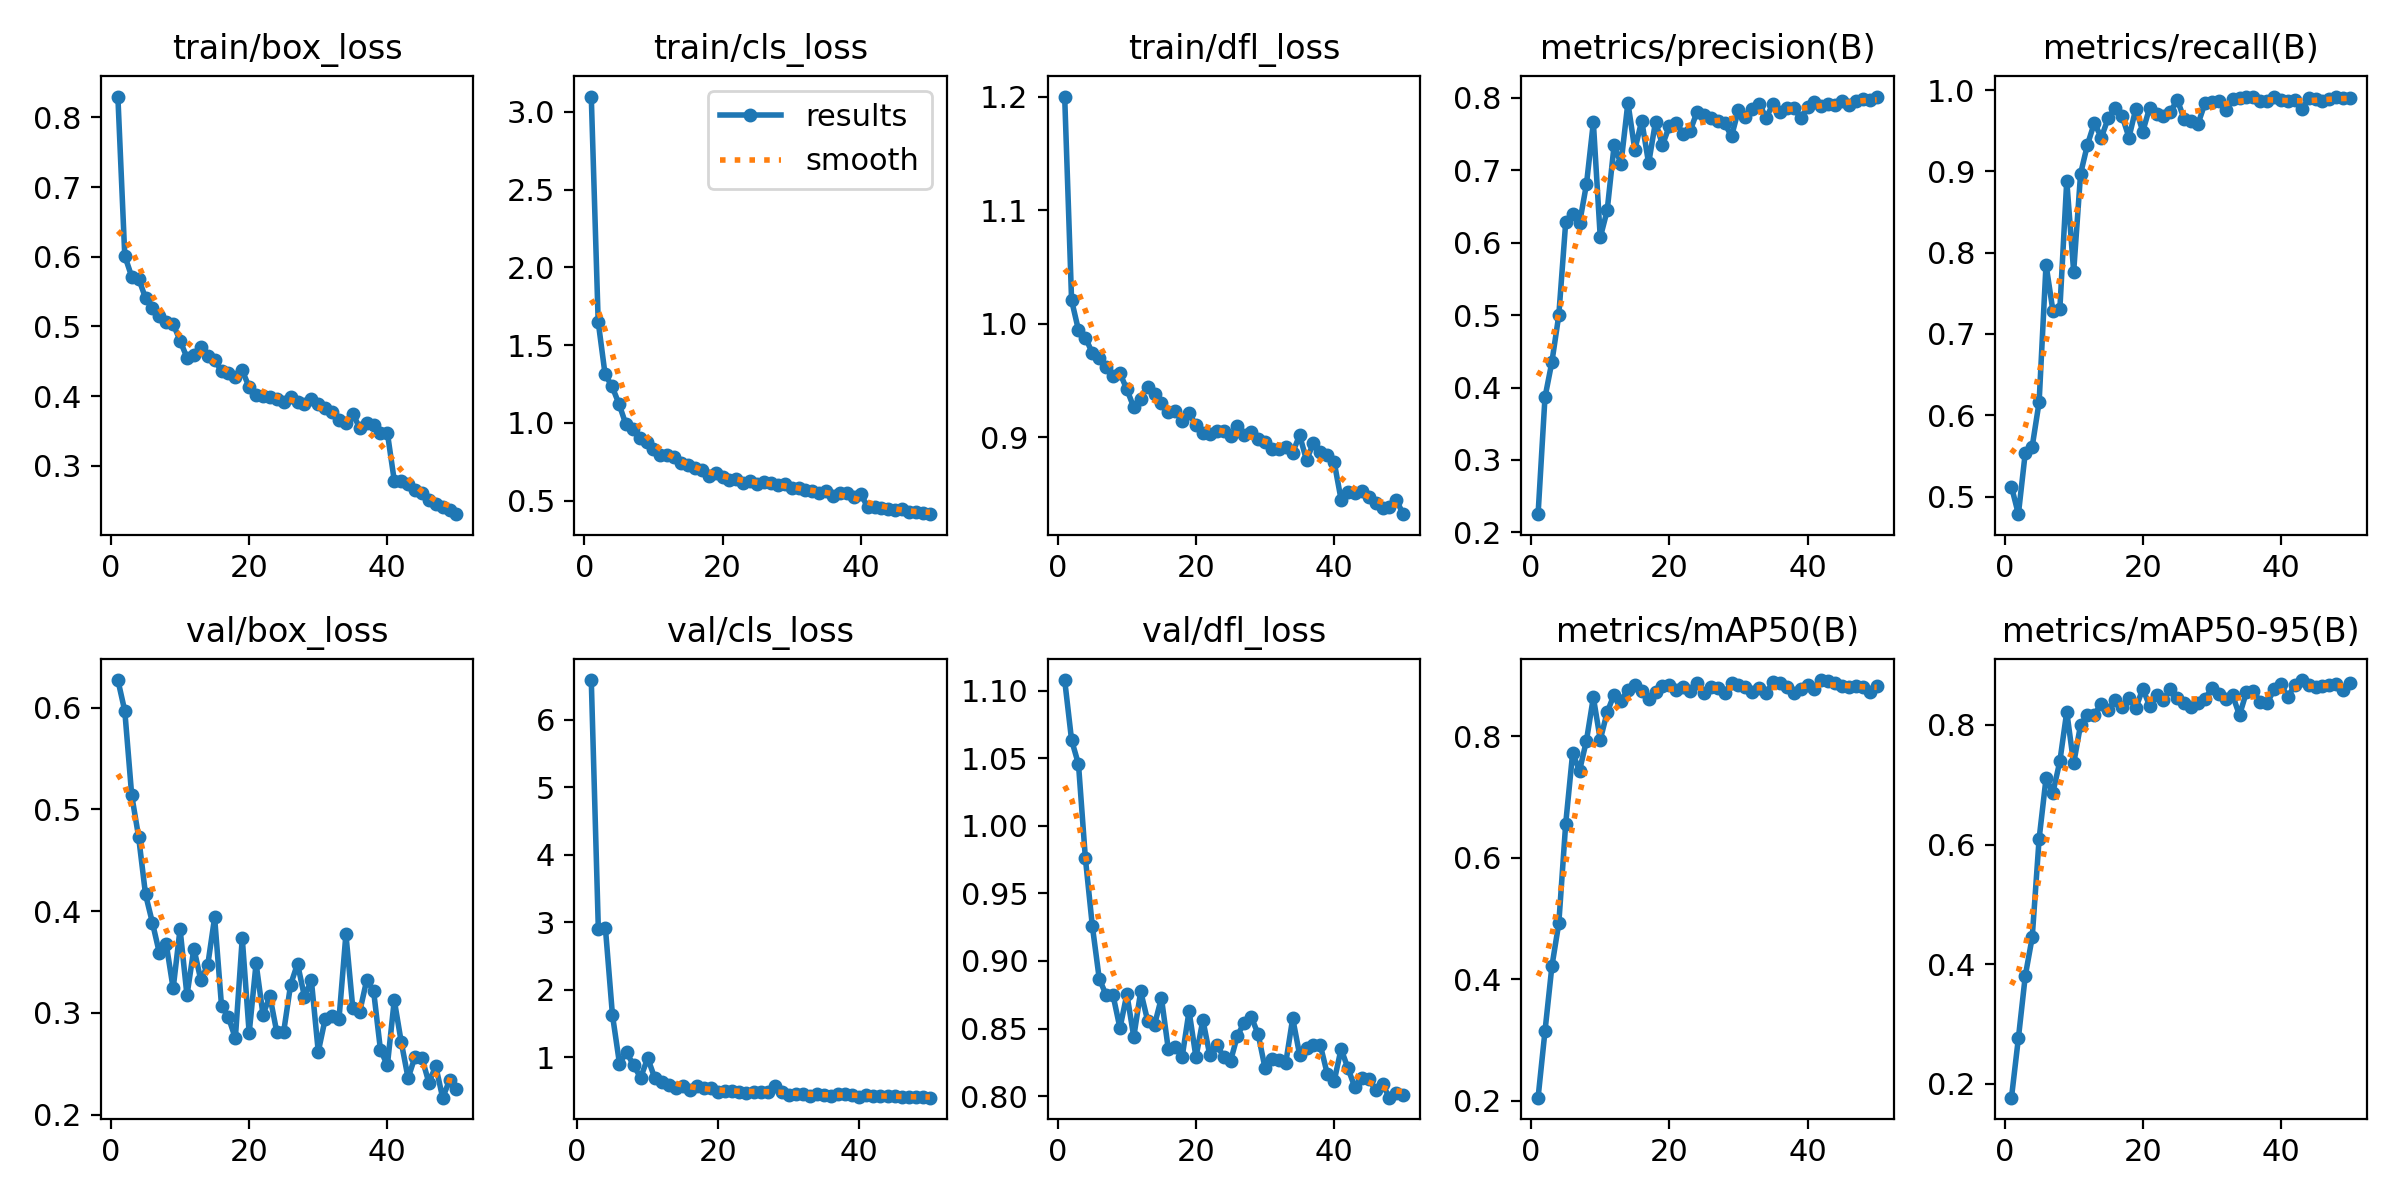 train/box_loss
0.8
0.7
0.6
0.5
0.4
0.3
0 20 40
train/cls_loss
results
smooth
3.0
2.5
2.0
1.5
1.0
0.5
0 20 40
train/dfl_loss
1.2
1.1
1.0
0.9
0 20 40
metrics/precision(B)
0.8
0.7
0.6
0.5
0.4
0.3
0.2
0 20 40
metrics/recall(B)
1.0
0.9
0.8
0.7
0.6
0.5
0 20 40
val/box_loss
0.6
0.5
0.4
0.3
0.2
0 20 40
val/cls_loss
6
5
4
3
2
1
0 20 40
val/dfl_loss
1.10
1.05
1.00
0.95
0.90
0.85
0.80
0 20 40
metrics/mAP50(B)
0.8
0.6
0.4
0.2
0 20 40
metrics/mAP50-95(B)
0.8
0.6
0.4
0.2
0 20 40